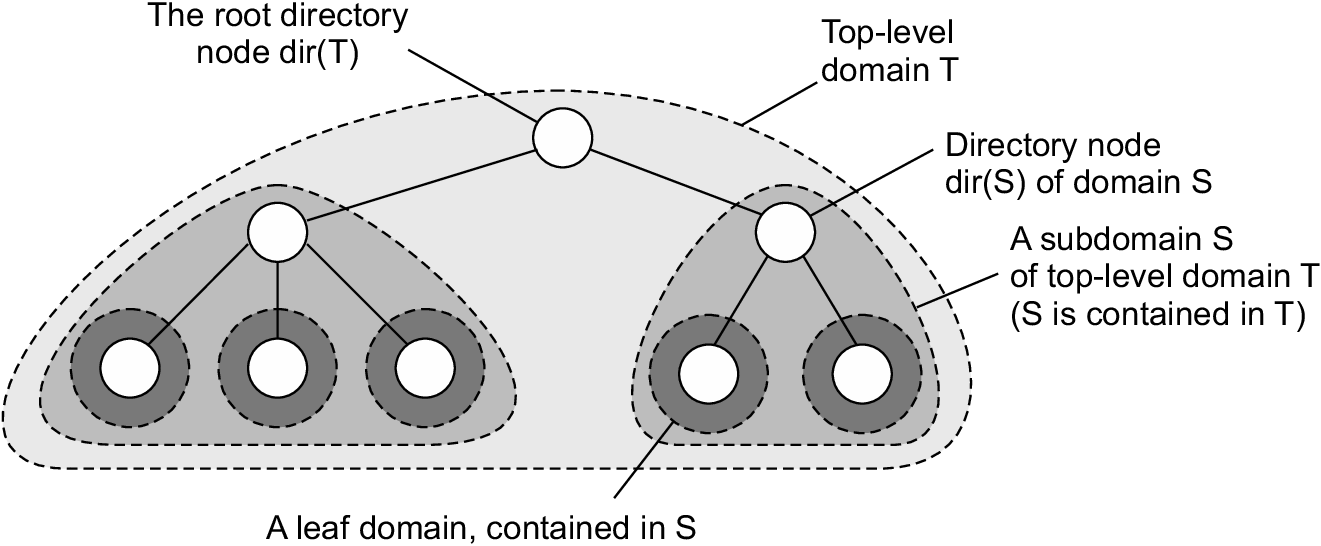 The root directory
node dir(T)
Top-level
domain T
Directory node
dir(S) of domain S
A subdomain S
of top-level domain T
(S is contained in T)
A leaf domain, contained in S